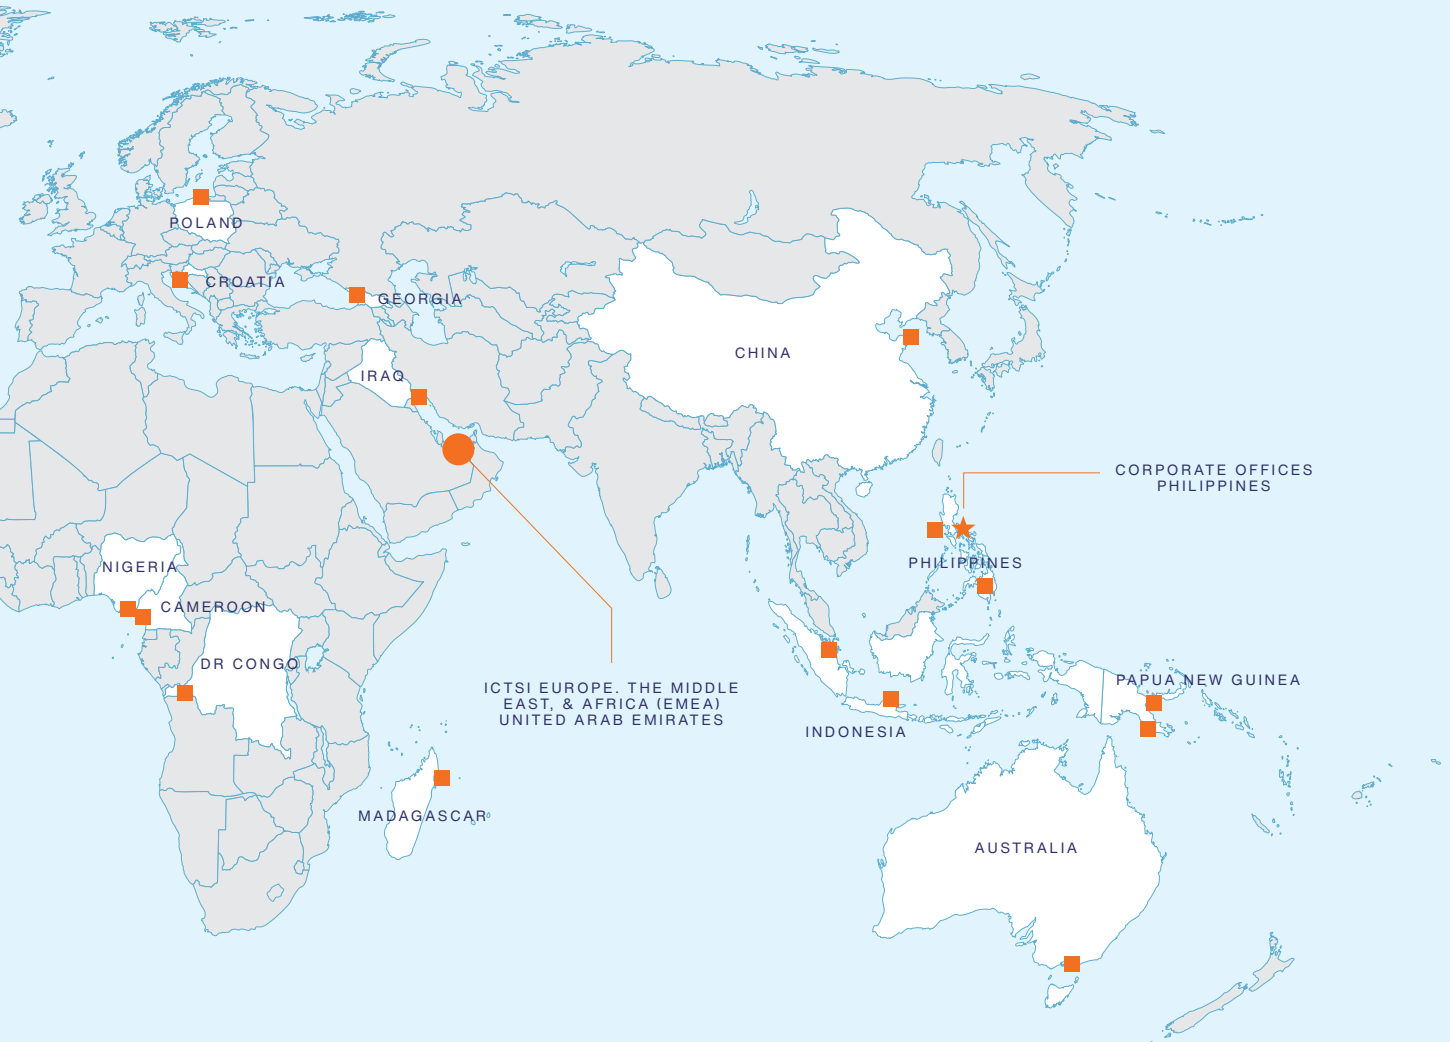 POLAND
CROATIA
GEORGIA
CHINA
IRAQ
CORPORATE OFFICES
PHILIPPINES
PHILIPPINES
NIGERIA
CAMEROON
DR CONGO
PAPUA NEW GUINEA
ICTSI EUROPE. THE MIDDLE
EAST, & AFRICA (EMEA)
UNITED ARAB EMIRATES
INDONESIA
MADAGASCAR
AUSTRALIA